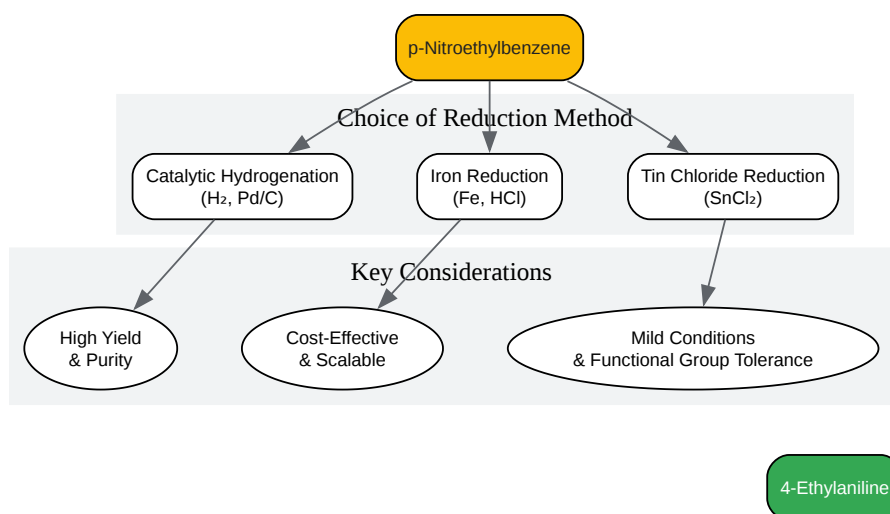 p-Nitroethylbenzene
Choice of Reduction Method
Catalytic Hydrogenation
(H₂, Pd/C)
Iron Reduction
(Fe, HCl)
Tin Chloride Reduction
(SnCl₂)
Key Considerations
High Yield
& Purity
Cost-Effective
& Scalable
Mild Conditions
& Functional Group Tolerance
4-Ethylaniline